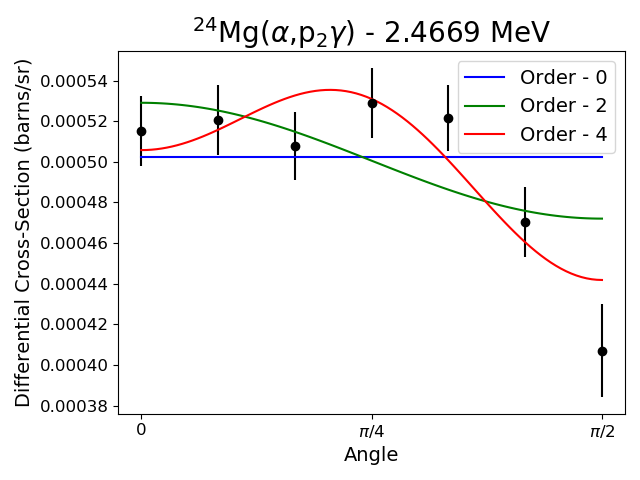 ²⁴Mg(α,p₂γ) - 2.4669 MeV
Differential Cross-Section (barns/sr)
0.00054
0.00052
0.00050
0.00048
0.00046
0.00044
0.00042
0.00040
0.00038
Order - 0
Order - 2
Order - 4
0
π/4
π/2
Angle